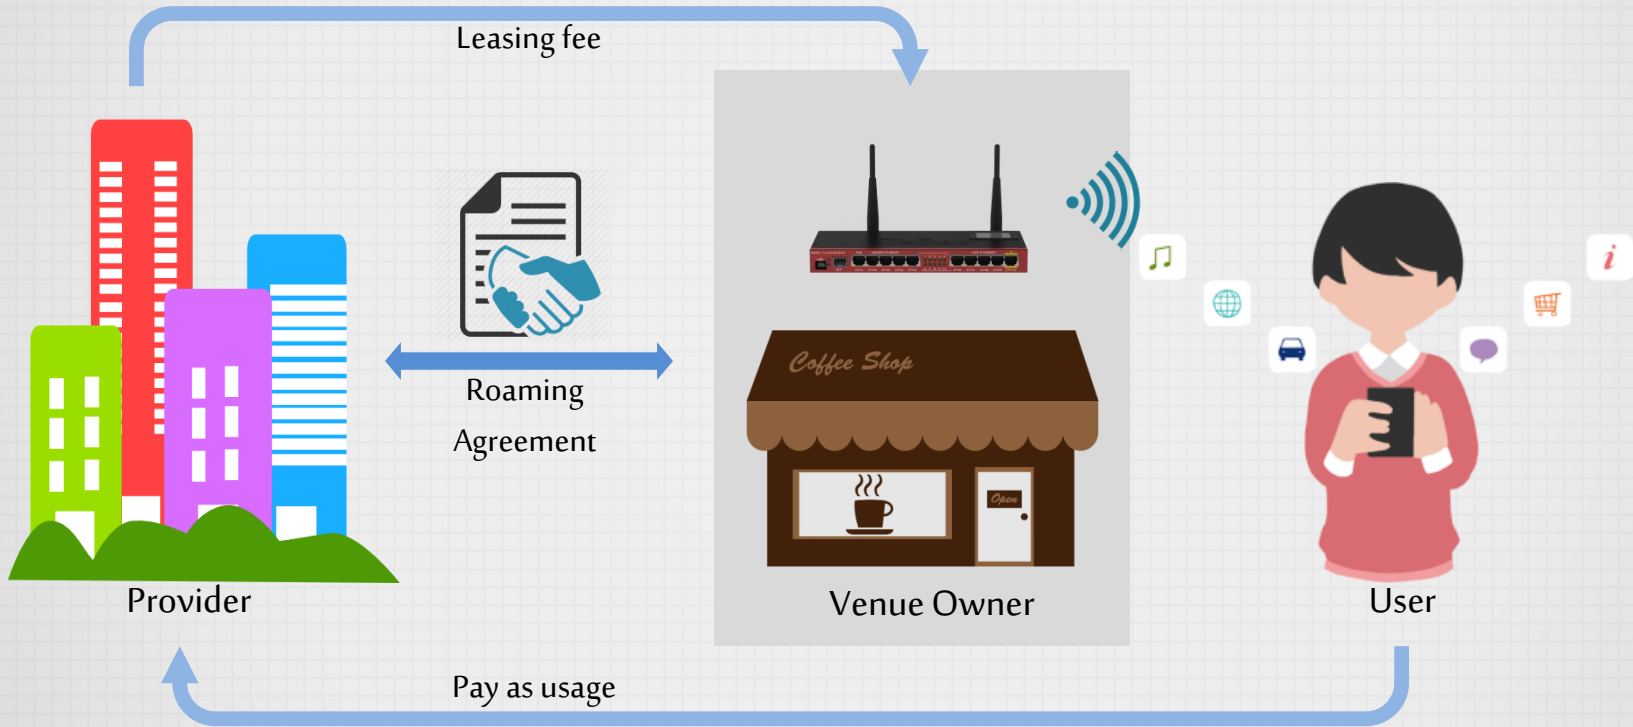 Leasing fee
Roaming
Agreement
Coffee Shop
Open
Provider
Venue Owner
User
Pay as usage